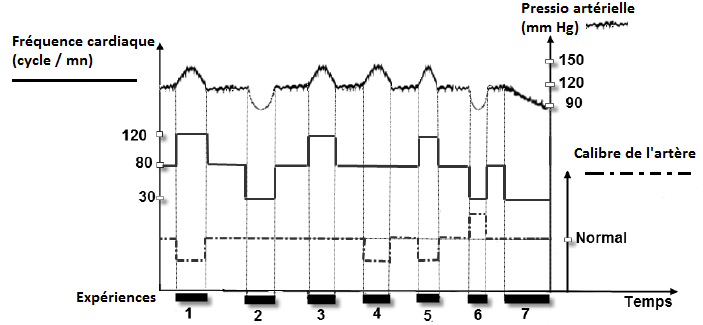 Pressio artérielle
(mm Hg)
Fréquence cardiaque
(cycle / mn)
150
120
90
120
80
30
Calibre de l'artère
Normal
Expériences
1 2 3 4 5 6 7
Temps